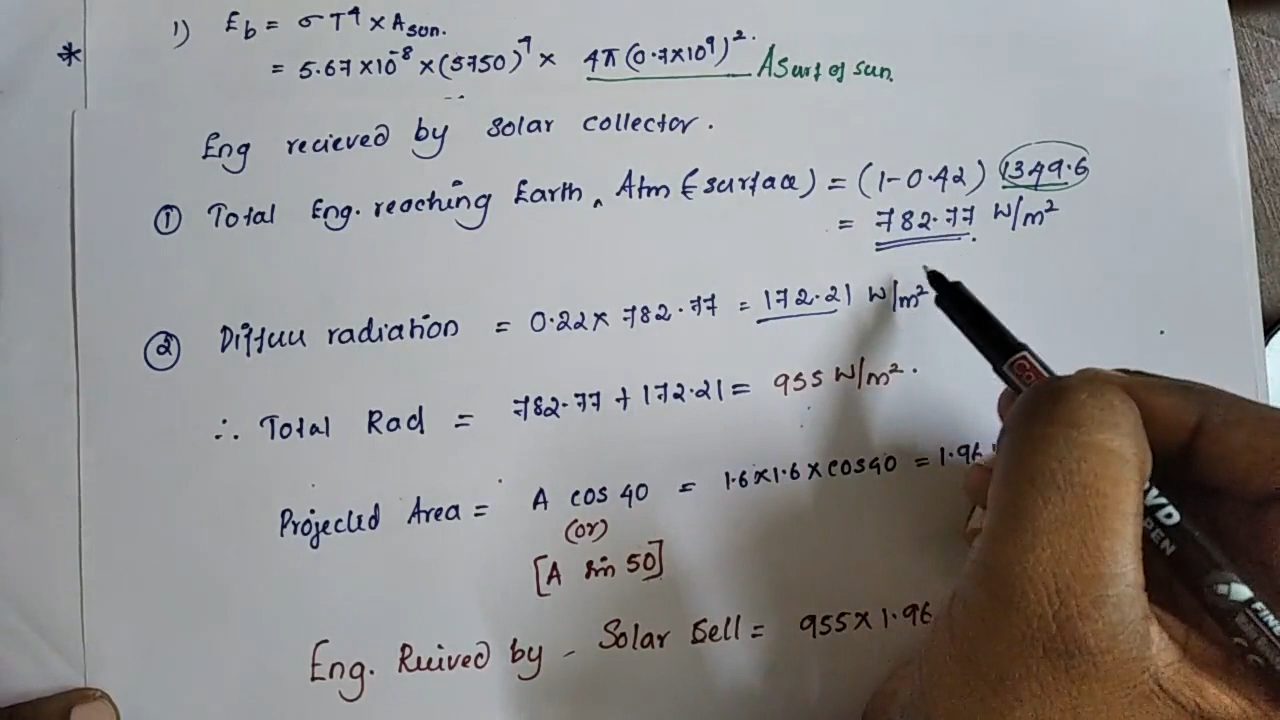 *
1) Eb = σT⁴ × Asun.
= 5.67×10⁻⁸ × (5750)⁴ × 4π(0.7×10⁹)². Asurf of sun
Eng recieved by Solar collector.
① Total Eng. reaching Earth, Atm (surface) = (1-0.42) 1349.6
= 782.77 W/m²
② Diffuse radiation = 0.22 × 782.77 = 172.21 W/m²
∴ Total Rad = 782.77 + 172.21 = 955 W/m².
Projected Area = A cos 40 = 1.6×1.6×cos40 = 1.96
(or)
[A sin 50]
Eng. Reived by - Solar Sell = 955×1.96